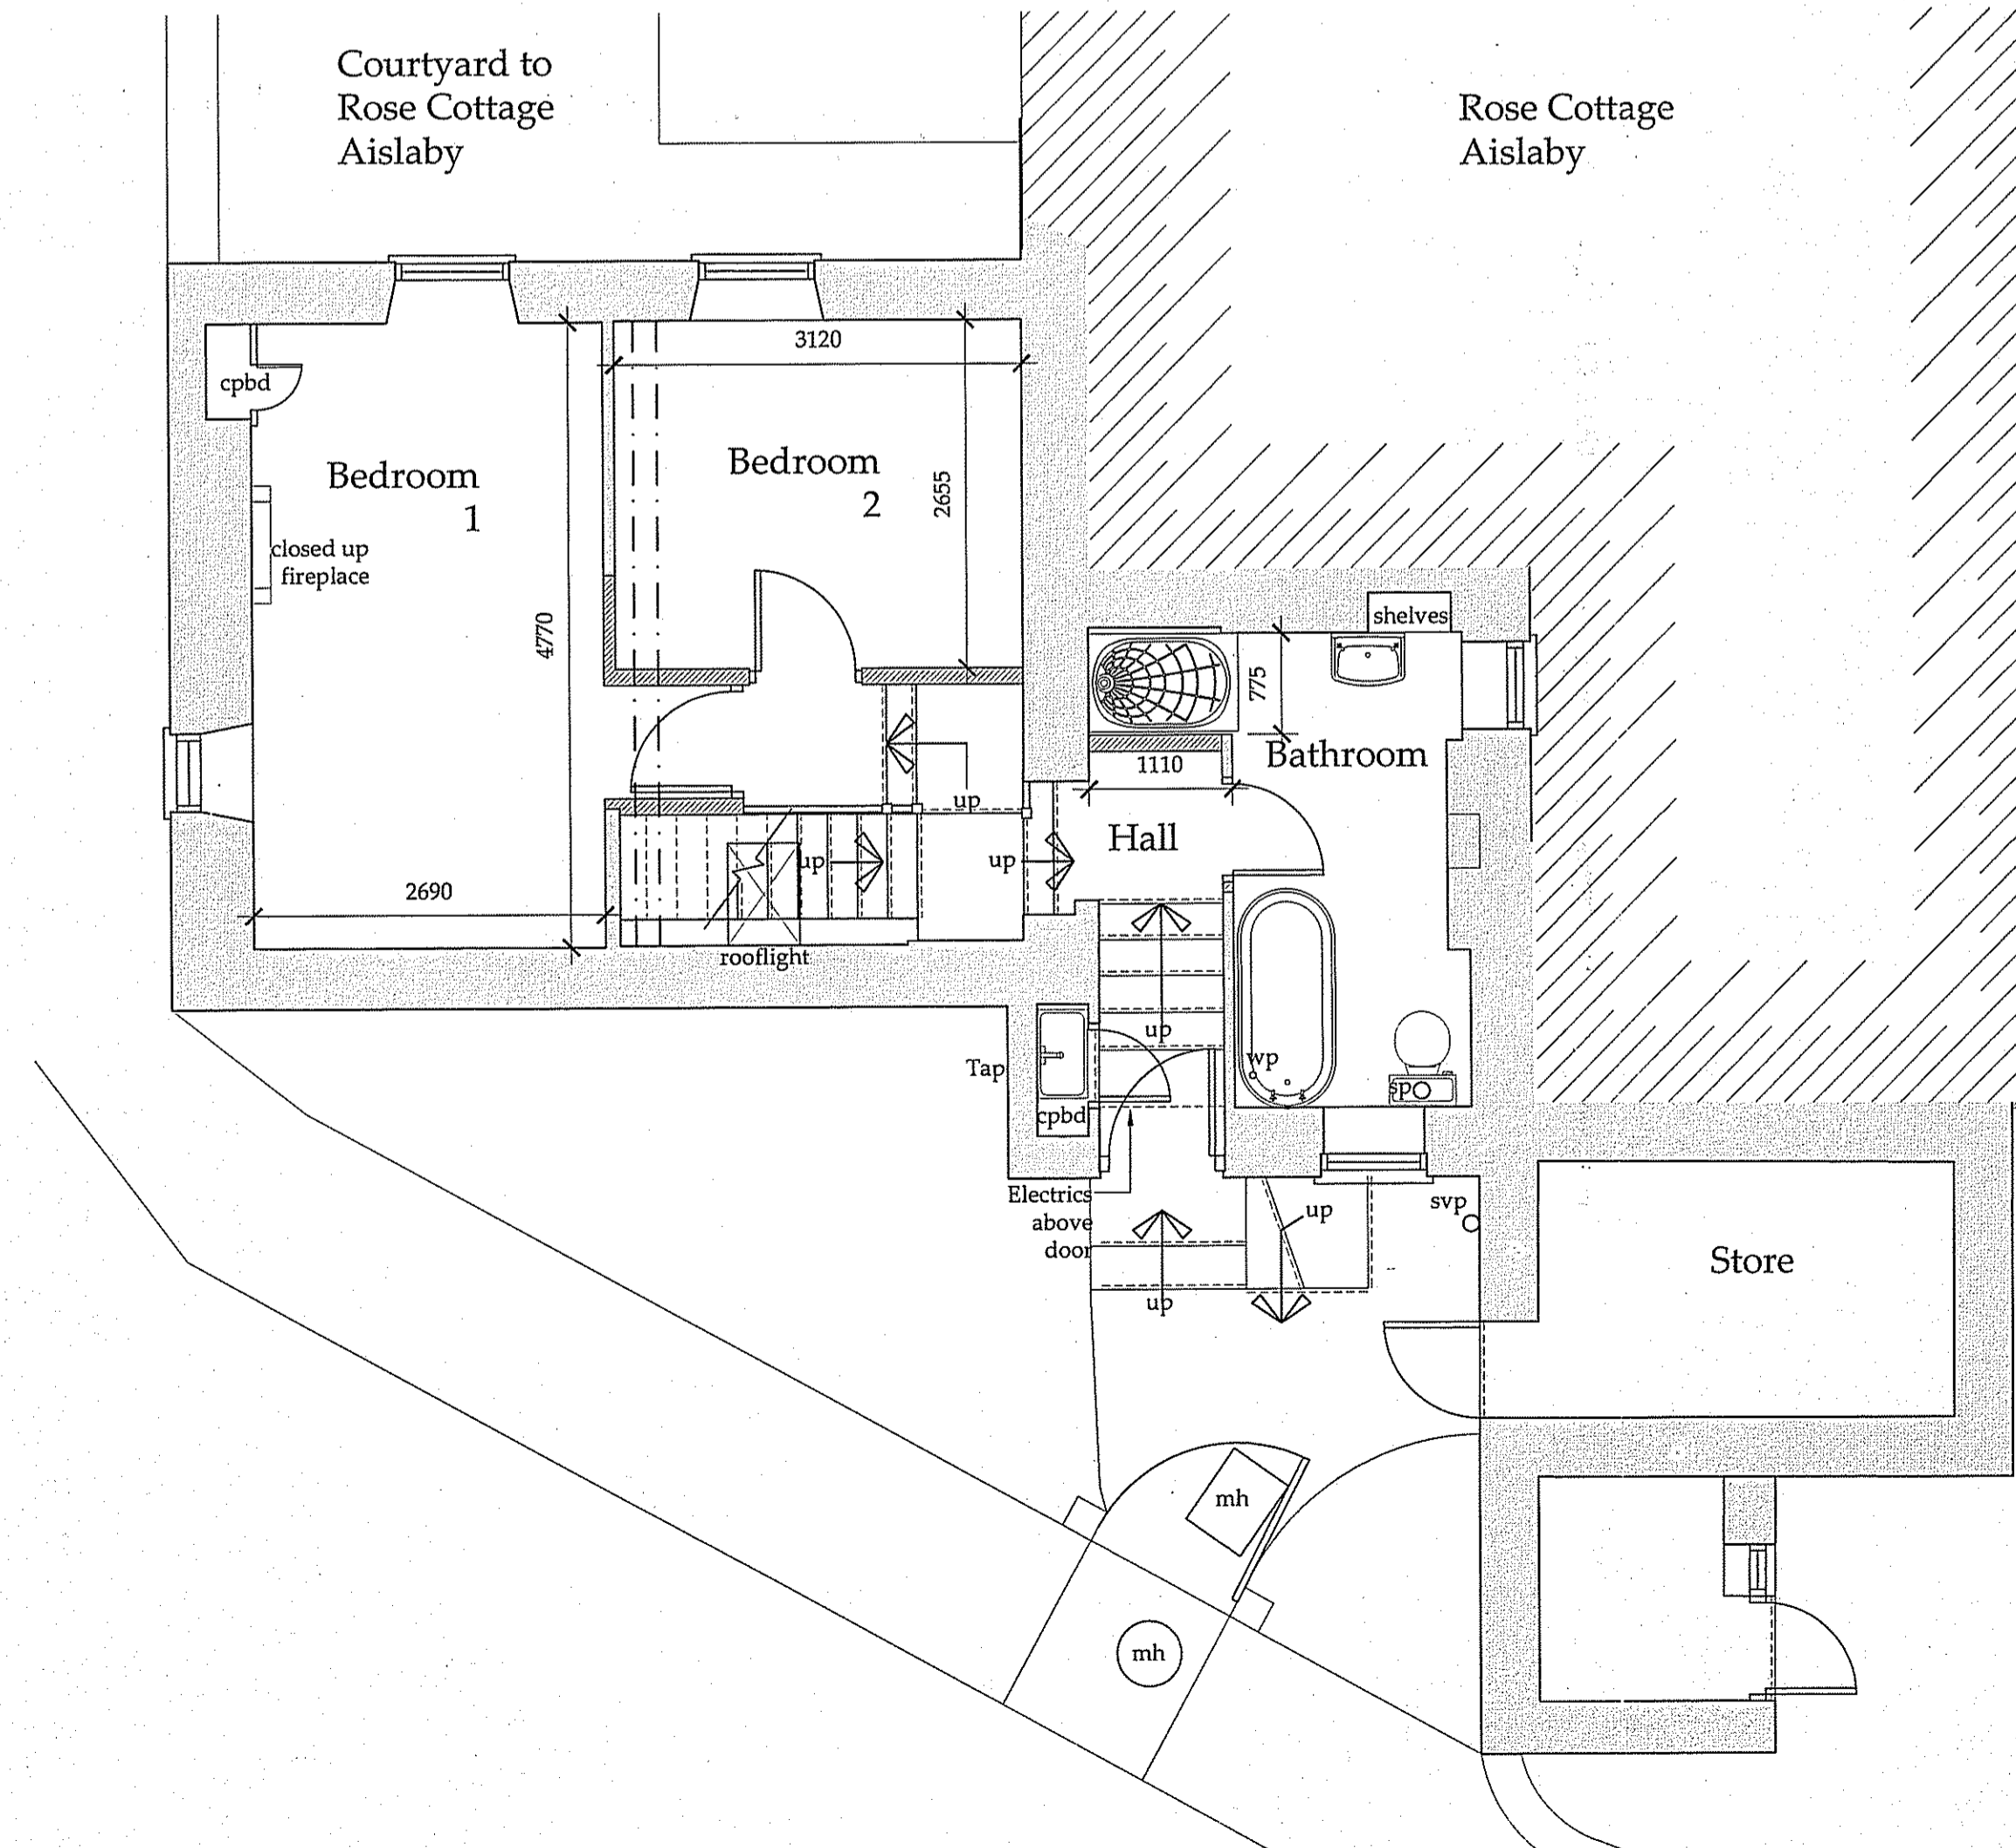 Courtyard to
Rose Cottage
Aislaby
Rose Cottage
Aislaby
3120
cpbd
Bedroom
1
Bedroom
2
2655
closed up
fireplace
4770
shelves
775
Bathroom
1110
up
Hall
up
up
2690
rooflight
up
Tap
wp
sp
cpbd
Electrics
above
door
up
svp
up
Store
mh
mh